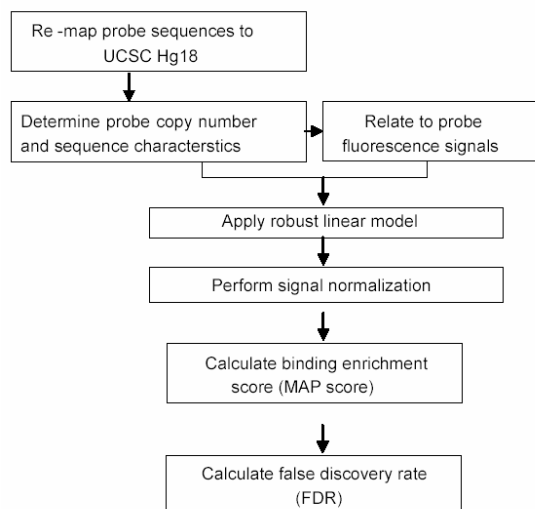 Re -map probe sequences to
UCSC Hg18
Determine probe copy number
and sequence characterstics
Relate to probe
fluorescence signals
Apply robust linear model
Perform signal normalization
Calculate binding enrichment
score (MAP score)
Calculate false discovery rate
(FDR)